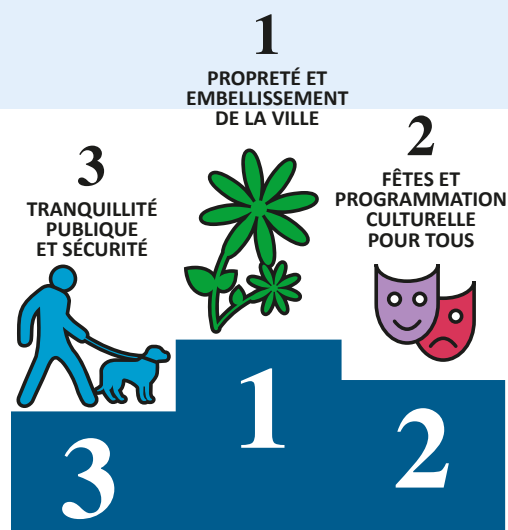 1
PROPRETÉ ET
EMBELLISSEMENT
DE LA VILLE
2
FÊTES ET
PROGRAMMATION
CULTURELLE
POUR TOUS
3
TRANQUILLITÉ
PUBLIQUE
ET SÉCURITÉ
3
1
2